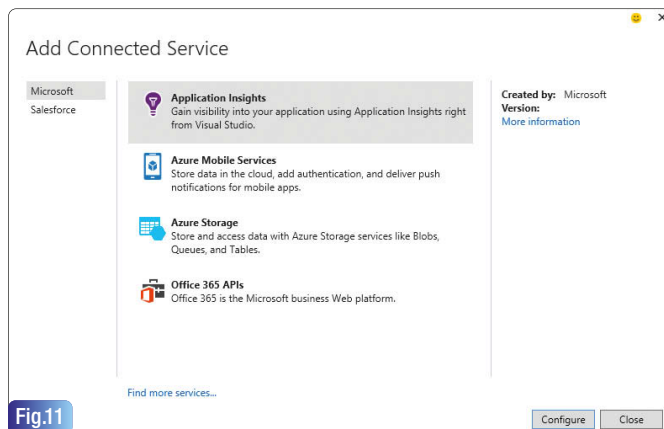 Add Connected Service
Microsoft
Salesforce
Application Insights
Gain visibility into your application using Application Insights right
from Visual Studio.
Azure Mobile Services
Store data in the cloud, add authentication, and deliver push
notifications for mobile apps.
Azure Storage
Store and access data with Azure Storage services like Blobs,
Queues, and Tables.
Office 365 APIs
Office 365 is the Microsoft business Web platform.
Created by: Microsoft
Version:
More information
Find more services...
Fig.11
Configure
Close